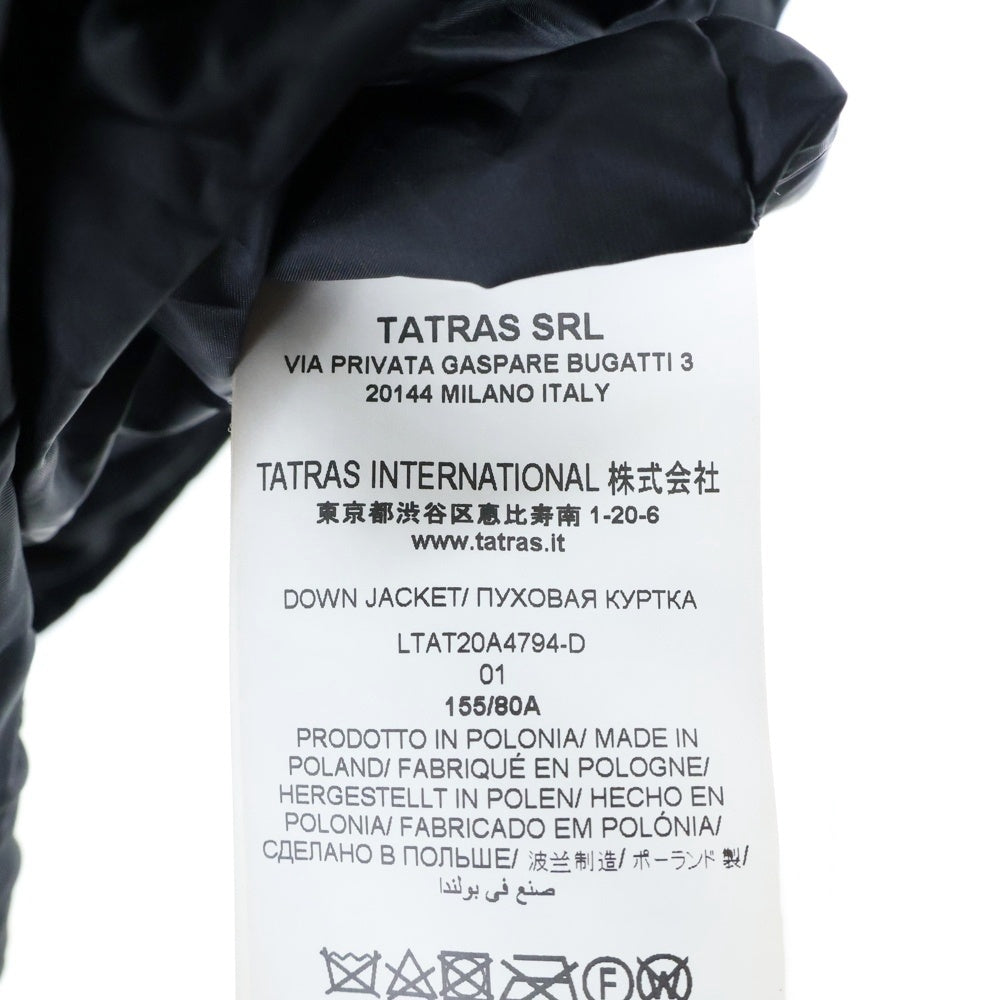 TATRAS SRL
VIA PRIVATA GASPARE BUGATTI 3
20144 MILANO ITALY
TATRAS INTERNATIONAL 株式会社
東京都渋谷区恵比寿南 1-20-6
www.tatras.it
DOWN JACKET/ ПУХОВАЯ КУРТКА
LTAT20A4794-D
01
155/80A
PRODOTTO IN POLONIA/ MADE IN
POLAND/ FABRIQUÉ EN POLOGNE/
HERGESTELLT IN POLEN/ HECHO EN
POLONIA/ FABRICADO EM POLÓNIA/
СДЕЛАНО В ПОЛЬШЕ/ 波兰制造/ ポーランド製/
صنع في بولندا
F W